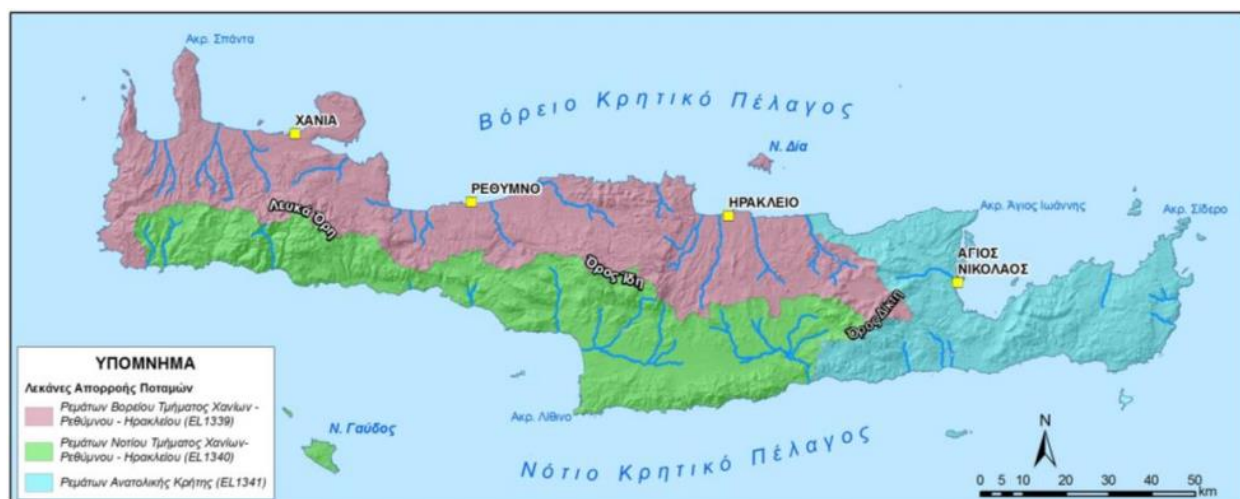 Ακρ. Σπάντα
Βόρειο Κρητικό Πέλαγος
ΧΑΝΙΑ
Ν. Δία
ΡΕΘΥΜΝΟ
Λευκά Όρη
ΗΡΑΚΛΕΙΟ
Ακρ. Άγιος Ιωάννης
Ακρ. Σίδερο
ΑΓΙΟΣ
ΝΙΚΟΛΑΟΣ
Όρος Ίδη
Όρος Δίκτη
ΥΠΟΜΝΗΜΑ
Λεκάνες Απορροής Ποταμών
Ρεμάτων Βορείου Τμήματος Χανίων -
Ρεθύμνου - Ηρακλείου (EL1339)
Ρεμάτων Νοτίου Τμήματος Χανίων-
Ρεθύμνου - Ηρακλείου (EL1340)
Ρεμάτων Ανατολικής Κρήτης (EL1341)
Ν. Γαύδος
Ακρ. Λίθινο
Νότιο Κρητικό Πέλαγος
N
0 5 10 20 30 40 50
km